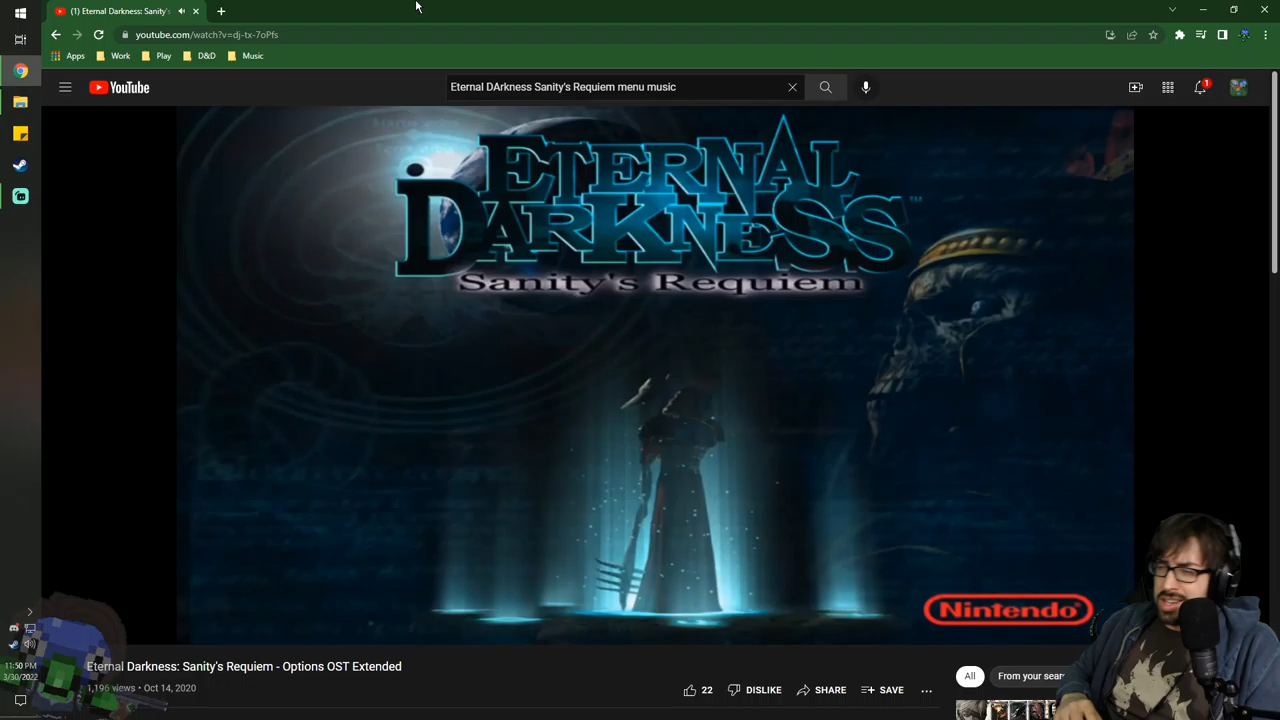 (1) Eternal Darkness: Sanity's
youtube.com/watch?v=dj-tx-7oPfs
Apps
Work
Play
D&D
Music
YouTube
Eternal DArkness Sanity's Requiem menu music
1
ETERNAL
DARKNESS™
Sanity's Requiem
Nintendo®
11:50 PM
3/30/2022
Eternal Darkness: Sanity's Requiem - Options OST Extended
1,196 views • Oct 14, 2020
22
DISLIKE
SHARE
SAVE
All
From your sear